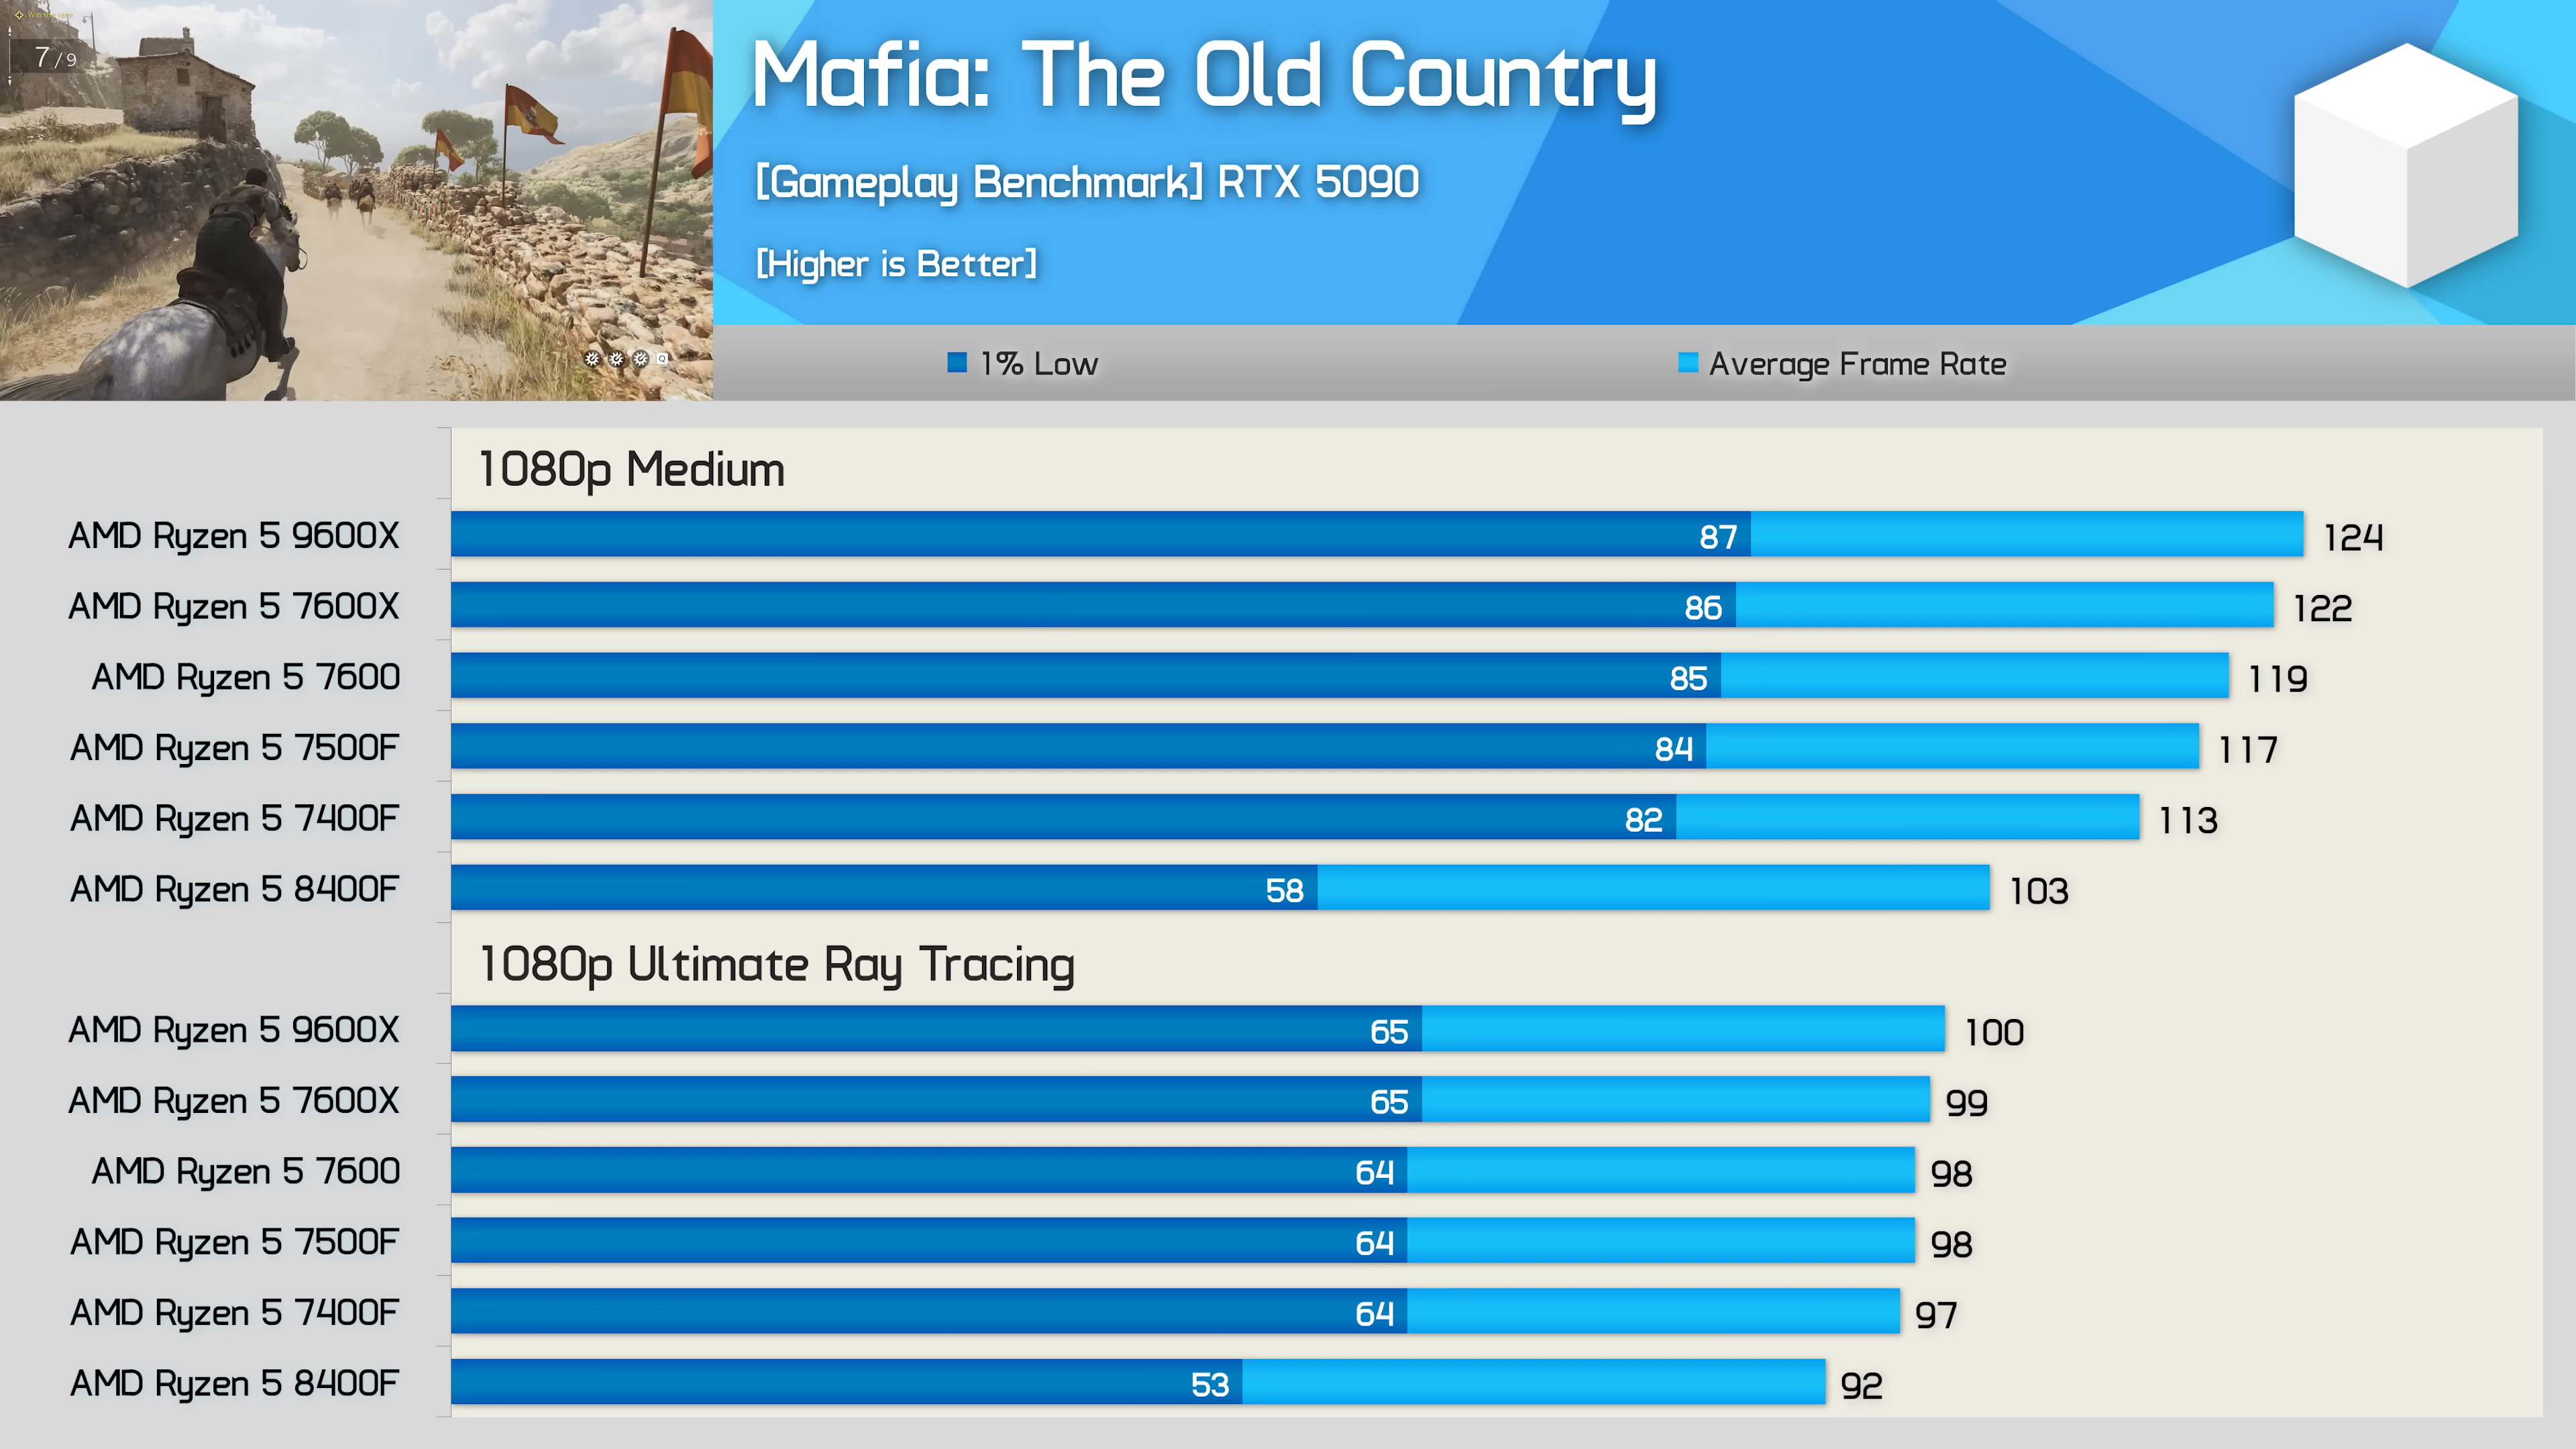 Win the race
7/9
Mafia: The Old Country
[Gameplay Benchmark] RTX 5090
[Higher is Better]
1% Low
Average Frame Rate
1080p Medium
AMD Ryzen 5 9600X 87 124
AMD Ryzen 5 7600X 86 122
AMD Ryzen 5 7600 85 119
AMD Ryzen 5 7500F 84 117
AMD Ryzen 5 7400F 82 113
AMD Ryzen 5 8400F 58 103
1080p Ultimate Ray Tracing
AMD Ryzen 5 9600X 65 100
AMD Ryzen 5 7600X 65 99
AMD Ryzen 5 7600 64 98
AMD Ryzen 5 7500F 64 98
AMD Ryzen 5 7400F 64 97
AMD Ryzen 5 8400F 53 92